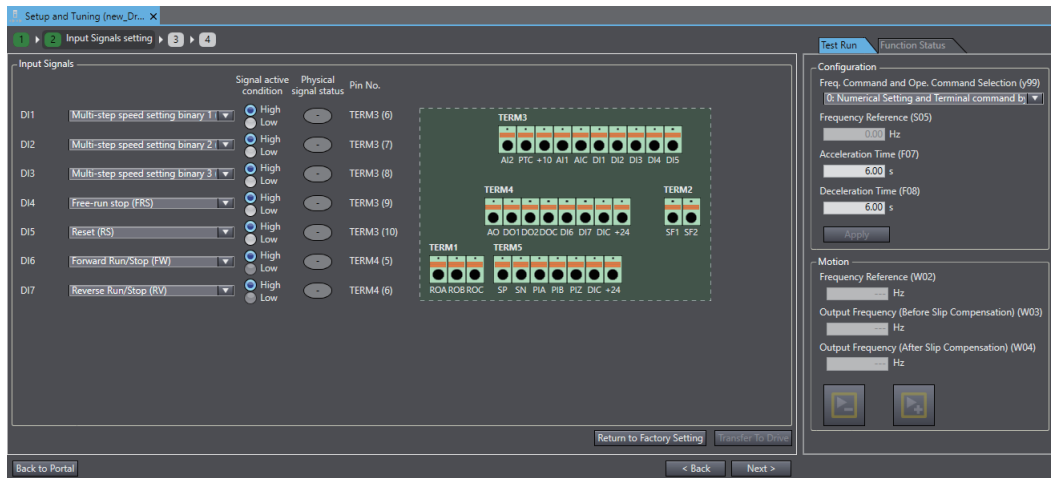 Setup and Tuning (new_Dr... ×
1 2 Input Signals setting 3 4
Input Signals
Signal active condition
Physical signal status
Pin No.
DI1 Multi-step speed setting binary 1 High Low - TERM3 (6)
DI2 Multi-step speed setting binary 2 High Low - TERM3 (7)
DI3 Multi-step speed setting binary 3 High Low - TERM3 (8)
DI4 Free-run stop (FRS) High Low - TERM3 (9)
DI5 Reset (RS) High Low - TERM3 (10)
DI6 Forward Run/Stop (FW) High Low - TERM4 (5)
DI7 Reverse Run/Stop (RV) High Low - TERM4 (6)
TERM3
AI2 PTC +10 AI1 AIC DI1 DI2 DI3 DI4 DI5
TERM4 TERM2
AO DO1 DO2 DOC DI6 DI7 DIC +24 SF1 SF2
TERM1 TERM5
ROA ROB ROC SP SN PIA PIB PIZ DIC +24
Return to Factory Setting Transfer To Drive
Back to Portal < Back Next >
Test Run Function Status
Configuration
Freq. Command and Ope. Command Selection (y99)
0: Numerical Setting and Terminal command by
Frequency Reference (S05)
0.00 Hz
Acceleration Time (F07)
6.00 s
Deceleration Time (F08)
6.00 s
Apply
Motion
Frequency Reference (W02)
--- Hz
Output Frequency (Before Slip Compensation) (W03)
--- Hz
Output Frequency (After Slip Compensation) (W04)
--- Hz